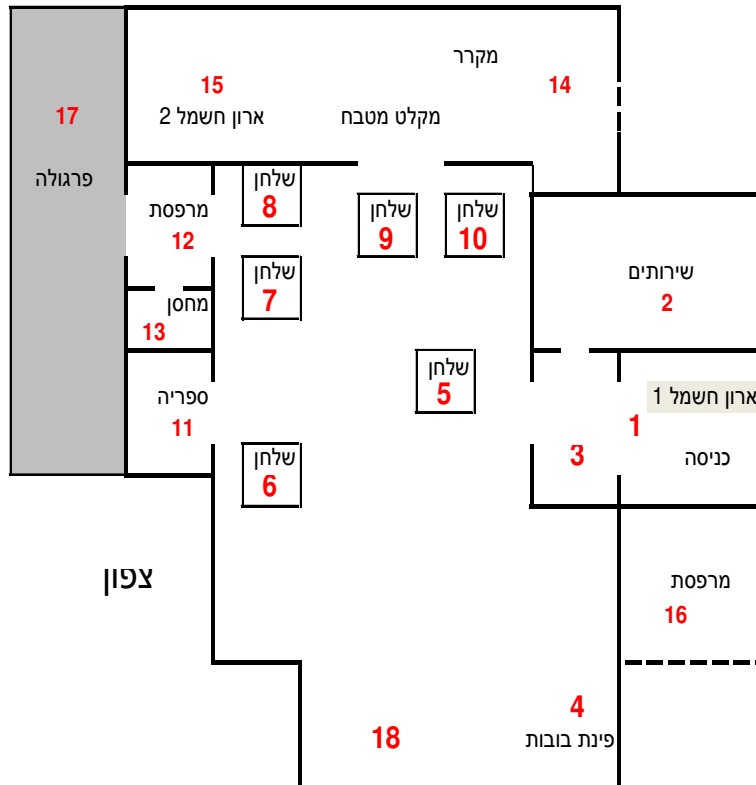 מקרר
15
14
17
ארון חשמל 2
מקלט מטבח
פרגולה
שלחן
8
מרפסת
12
שלחן
9
שלחן
10
שירותים
2
שלחן
7
מחסן
13
שלחן
5
ספריה
11
ארון חשמל 1
1
3
כניסה
שלחן
6
צפון
מרפסת
16
4
פינת בובות
18